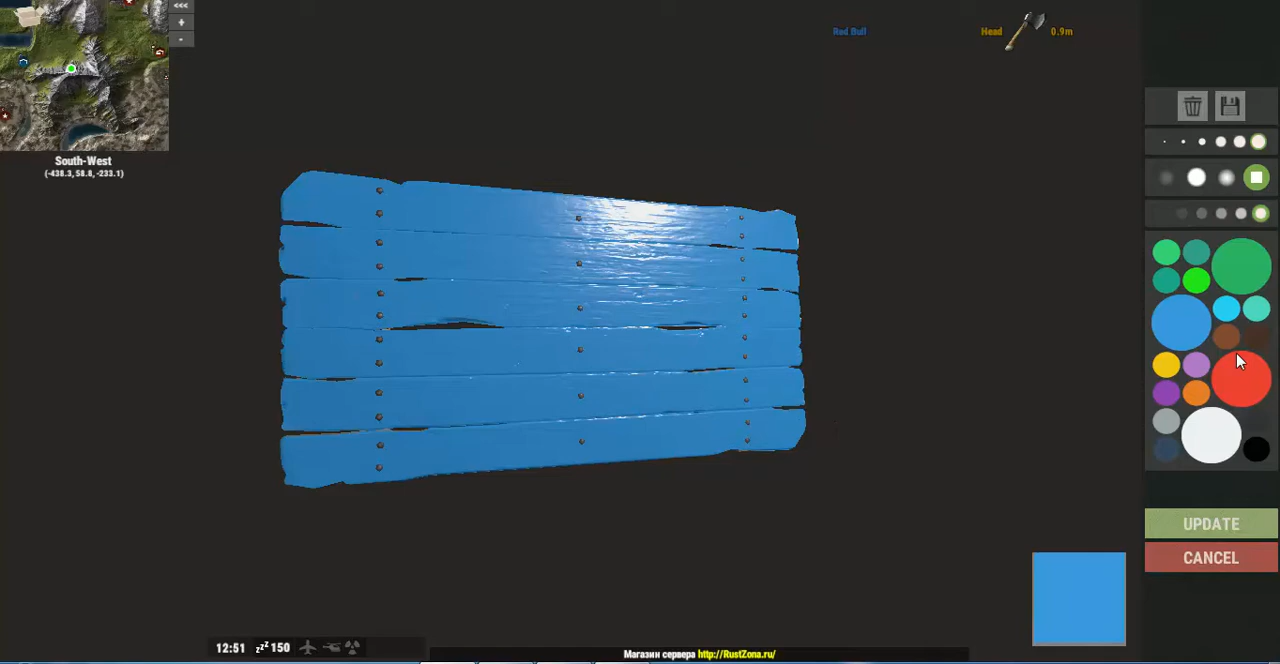 <<<
+
-
South-West
(-438.3, 58.8, -233.1)
Red Bull
Head 0.9m
UPDATE
CANCEL
12:51 zzz 150
Магазин сервера http://RustZona.ru/